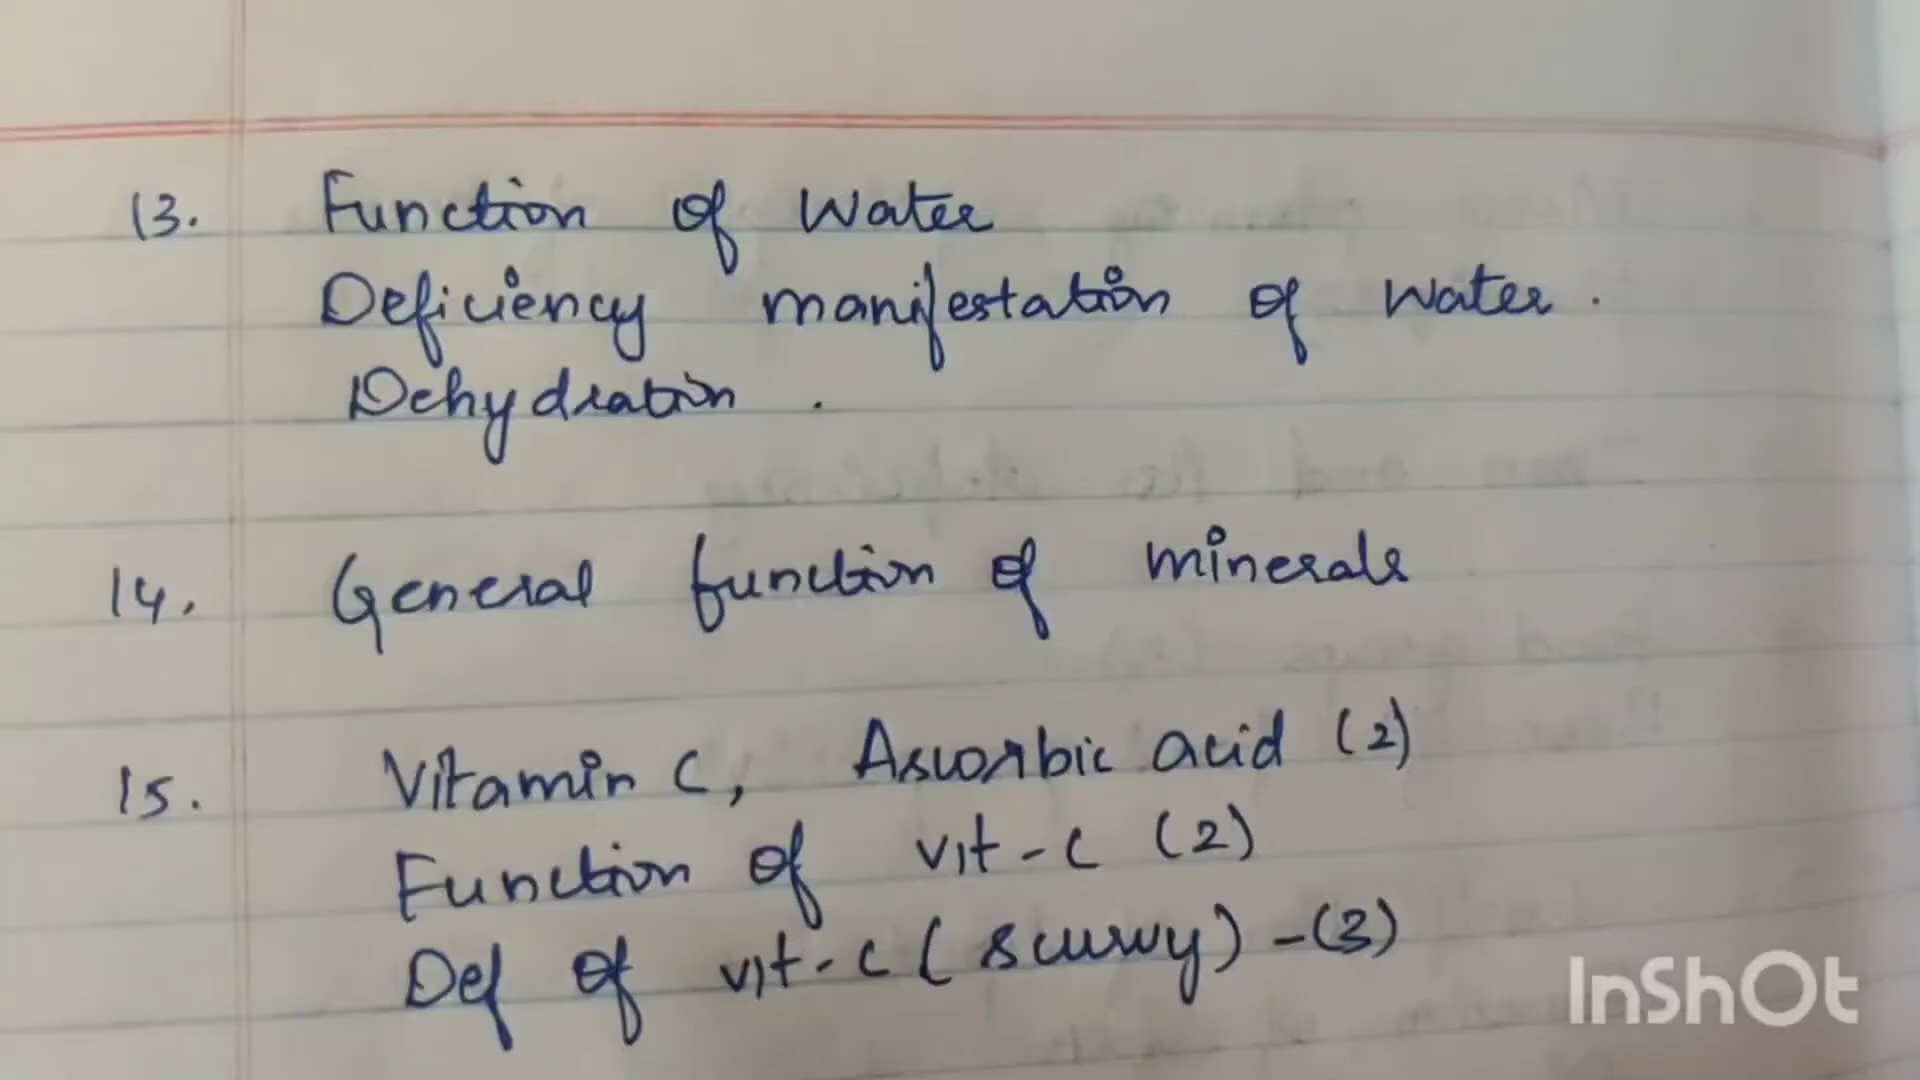 13. Function of Water
Deficiency manifestation of water.
Dehydration.
14. General function of minerals
15. Vitamin C, Ascorbic acid (2)
Function of vit-C (2)
Def of vit-C (scurvy) - (3)
InShOt